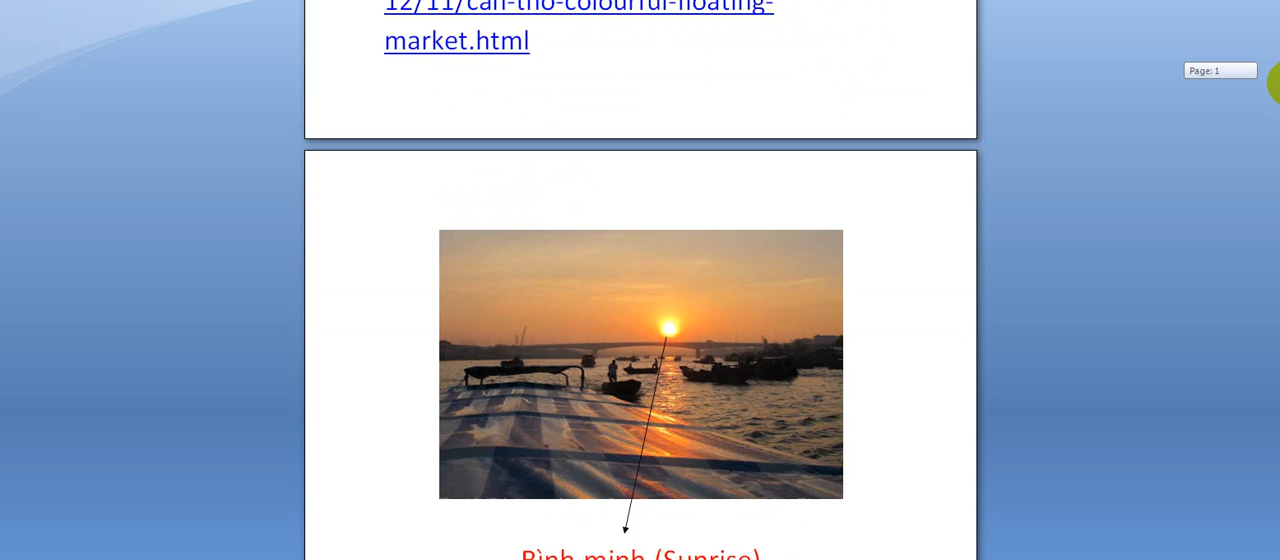 12/11/can-tho-colourful-floating-
market.html
Page: 1
Bình minh (Sunrise)